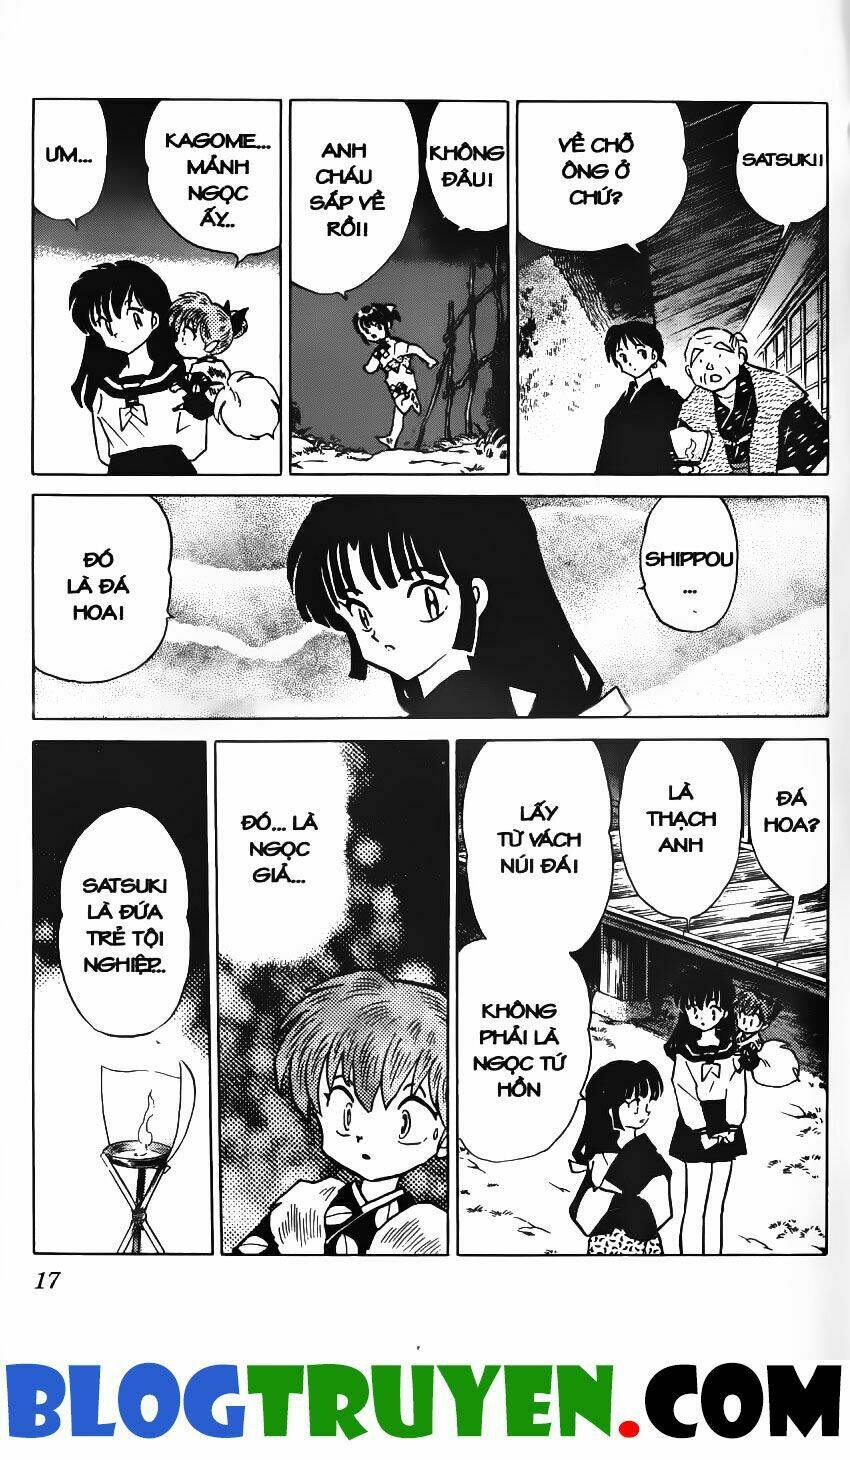 SATSUKI!
VỀ CHỖ
ÔNG Ở
CHỨ?
KHÔNG
ĐÂU!
ANH
CHÁU
SẮP VỀ
RỒI!
KAGOME...
MẢNH
NGỌC
ẤY...
ƯM...
SHIPPOU
...
ĐÓ
LÀ ĐÁ
HOA!
ĐÁ
HOA?
LÀ
THẠCH
ANH
LẤY
TỪ VÁCH
NÚI ĐÁ!
KHÔNG
PHẢI LÀ
NGỌC TỨ
HỒN
ĐÓ... LÀ
NGỌC
GIẢ...
SATSUKI
LÀ ĐỨA
TRẺ TỘI
NGHIỆP...
17
BLOGTRUYEN.COM